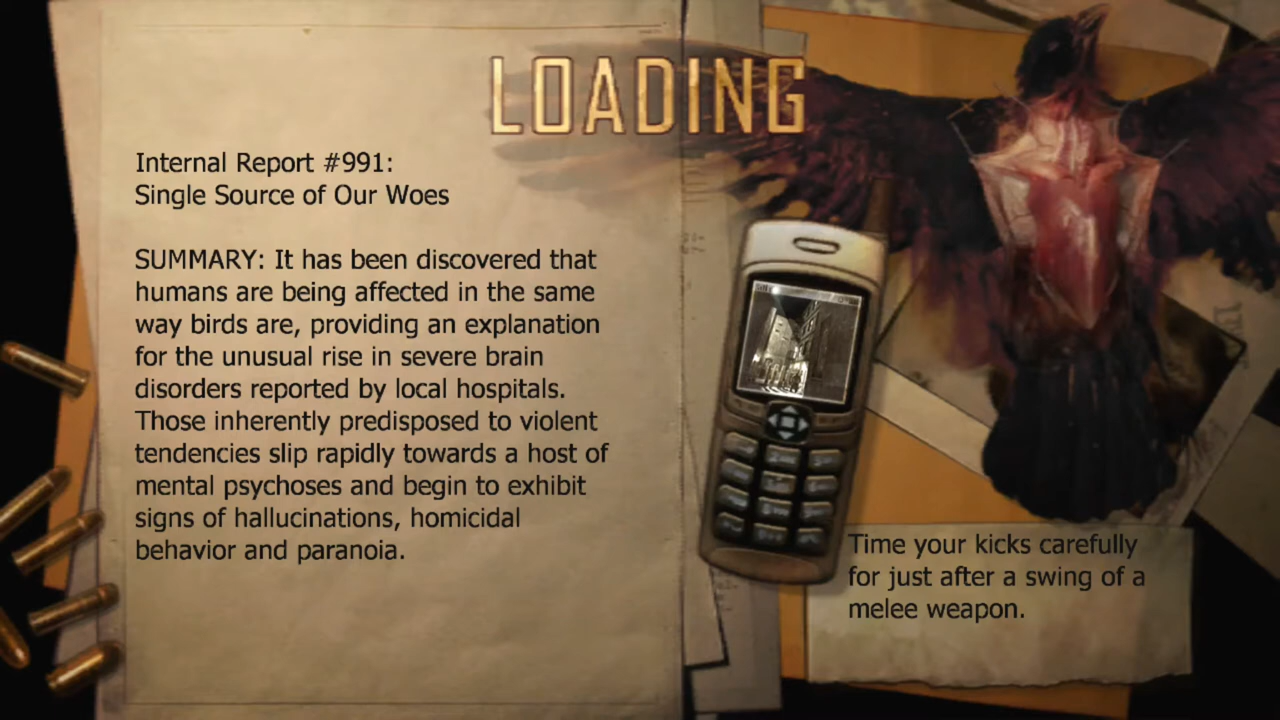 LOADING
Internal Report #991:
Single Source of Our Woes
SUMMARY: It has been discovered that
humans are being affected in the same
way birds are, providing an explanation
for the unusual rise in severe brain
disorders reported by local hospitals.
Those inherently predisposed to violent
tendencies slip rapidly towards a host of
mental psychoses and begin to exhibit
signs of hallucinations, homicidal
behavior and paranoia.
Time your kicks carefully
for just after a swing of a
melee weapon.